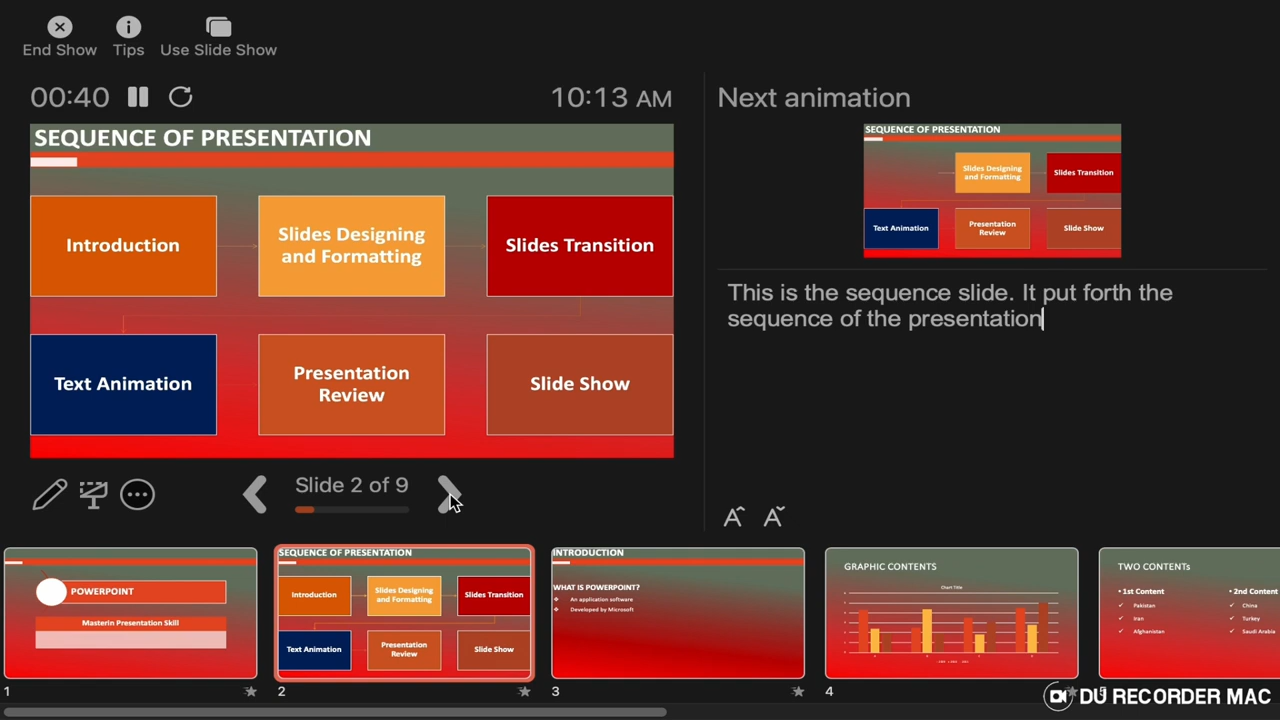 End Show
Tips
Use Slide Show
00:40
10:13 AM
Next animation
SEQUENCE OF PRESENTATION
Introduction
Slides Designing
and Formatting
Slides Transition
Text Animation
Presentation
Review
Slide Show
SEQUENCE OF PRESENTATION
Slides Designing
and Formatting
Slides Transition
Text Animation
Presentation
Review
Slide Show
This is the sequence slide. It put forth the
sequence of the presentation
Slide 2 of 9
POWERPOINT
Masterin Presentation Skill
1
SEQUENCE OF PRESENTATION
Introduction
Slides Designing
and Formatting
Slides Transition
Text Animation
Presentation
Review
Slide Show
2
INTRODUCTION
WHAT IS POWERPOINT?
An application software
Developed by Microsoft
3
GRAPHIC CONTENTS
Chart Title
4
TWO CONTENTs
1st Content
Pakistan
Iran
Afghanistan
2nd Content
China
Turkey
Saudi Arabia
DU RECORDER MAC